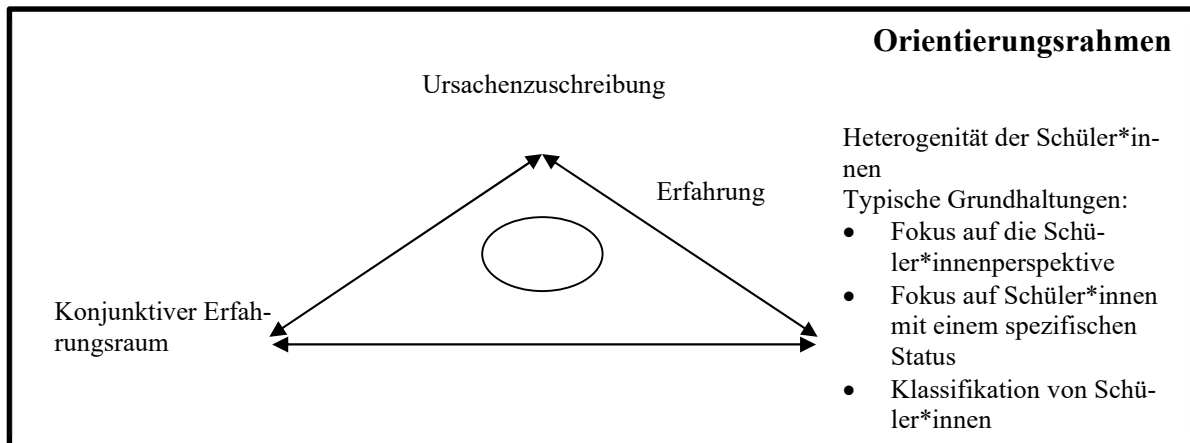 Orientierungsrahmen
Ursachenzuschreibung
Heterogenität der Schüler*in-
nen
Typische Grundhaltungen:
• Fokus auf die Schü-
ler*innenperspektive
• Fokus auf Schüler*innen
mit einem spezifischen
Status
• Klassifikation von Schü-
ler*innen
Erfahrung
Konjunktiver Erfah-
rungsraum